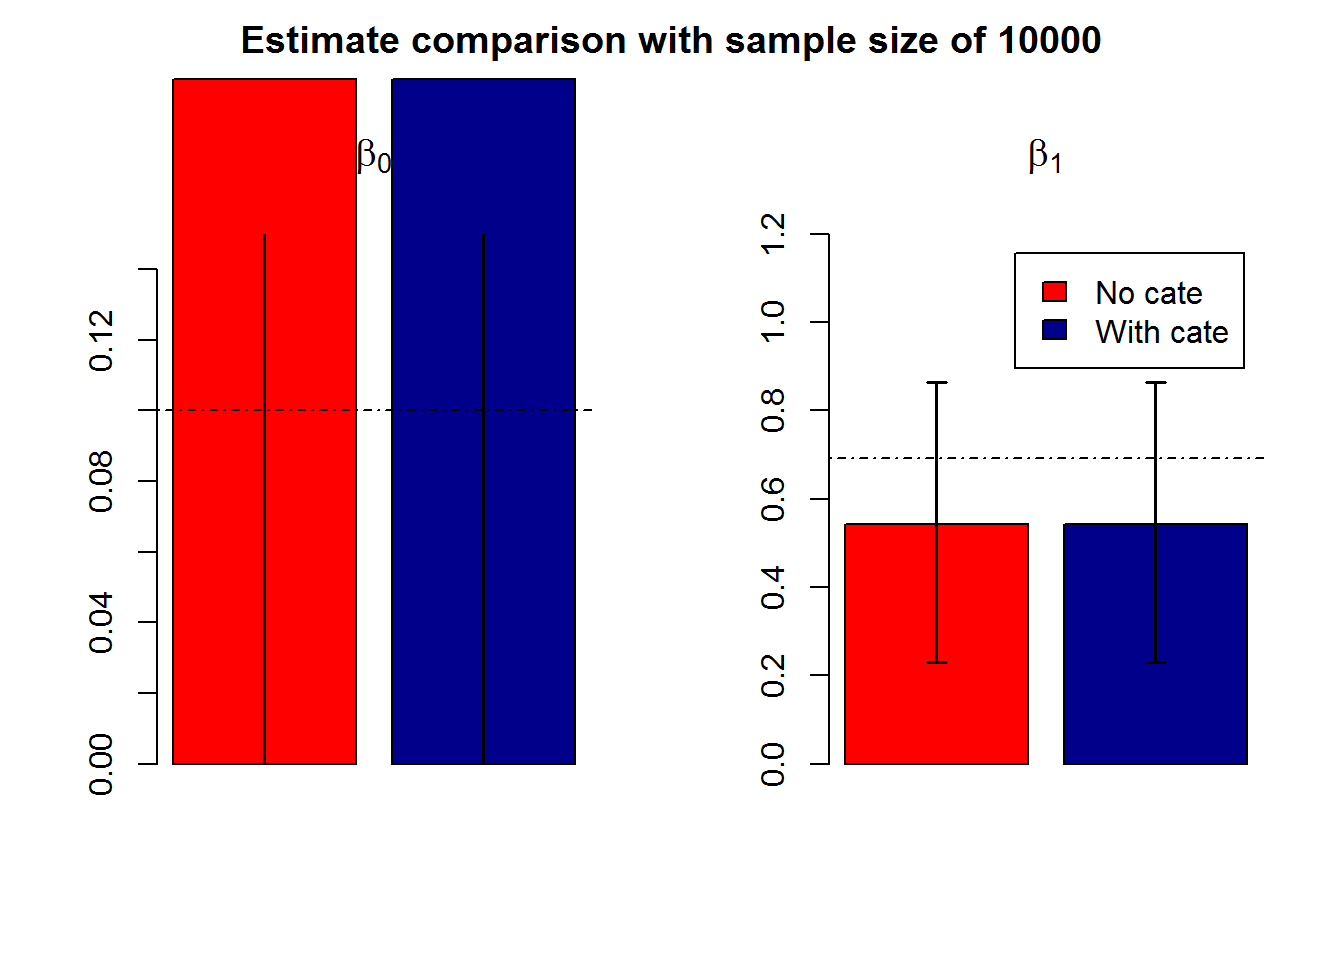 Estimate comparison with sample size of 10000
β0
0.12
0.08
0.04
0.00
β1
1.2
1.0
0.8
0.6
0.4
0.2
0.0
No cate
With cate